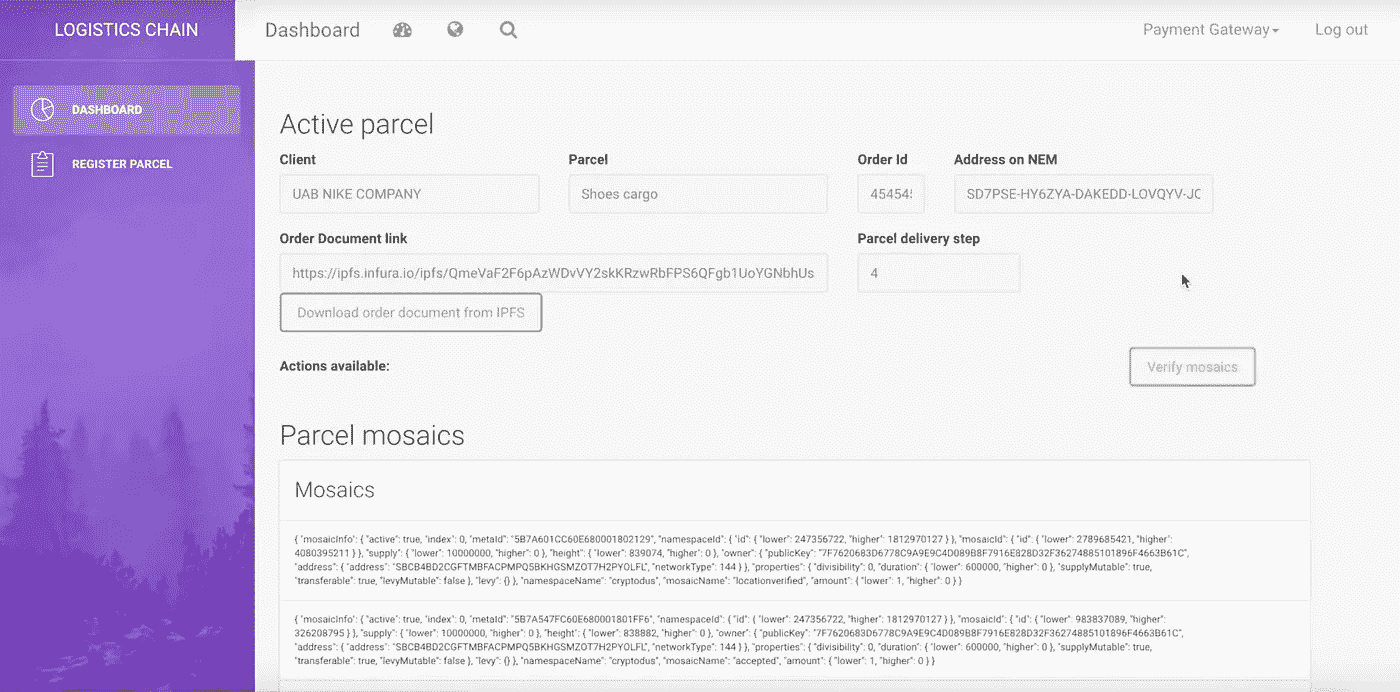 LOGISTICS CHAIN
Dashboard
Payment Gateway
Log out
DASHBOARD
REGISTER PARCEL
Active parcel
Client
Parcel
Order Id
Address on NEM
UAB NIKE COMPANY
Shoes cargo
45454
SD7PSE-HY6ZYA-DAKEDD-LOVQYV-JC
Order Document link
Parcel delivery step
https://ipfs.infura.io/ipfs/QmeVaF2F6pAzWDvVY2skKRzwRbFPS6QFgb1UoYGNbhUs
4
Download order document from IPFS
Actions available:
Verify mosaics
Parcel mosaics
Mosaics
{ "mosaicInfo": { "active": true, "index": 0, "metaId": "5B7A601CC60E680001802129", "namespaceId": { "id": { "lower": 247356722, "higher": 1812970127 } }, "mosaicId": { "id": { "lower": 2789685421, "higher":
4080395211 } }, "supply": { "lower": 10000000, "higher": 0 }, "height": { "lower": 839074, "higher": 0 }, "owner": { "publicKey": "7F7620683D6778C9A9E9C4D089B8F7916E828D32F36274885101896F4663B61C",
"address": { "address": "SBCB4BD2CGFTMBFACPMPQ5BKHGSMZOT7H2PYOLFL", "networkType": 144 } }, "properties": { "divisibility": 0, "duration": { "lower": 600000, "higher": 0 }, "supplyMutable": true,
"transferable": true, "levyMutable": false }, "levy": {} }, "namespaceName": "cryptodus", "mosaicName": "locationverified", "amount": { "lower": 1, "higher": 0 } }
{ "mosaicInfo": { "active": true, "index": 0, "metaId": "5B7A547FC60E680001801FF6", "namespaceId": { "id": { "lower": 247356722, "higher": 1812970127 } }, "mosaicId": { "id": { "lower": 983837089, "higher":
326208795 } }, "supply": { "lower": 10000000, "higher": 0 }, "height": { "lower": 838882, "higher": 0 }, "owner": { "publicKey": "7F7620683D6778C9A9E9C4D089B8F7916E828D32F36274885101896F4663B61C",
"address": { "address": "SBCB4BD2CGFTMBFACPMPQ5BKHGSMZOT7H2PYOLFL", "networkType": 144 } }, "properties": { "divisibility": 0, "duration": { "lower": 600000, "higher": 0 }, "supplyMutable": true,
"transferable": true, "levyMutable": false }, "levy": {} }, "namespaceName": "cryptodus", "mosaicName": "accepted", "amount": { "lower": 1, "higher": 0 } }